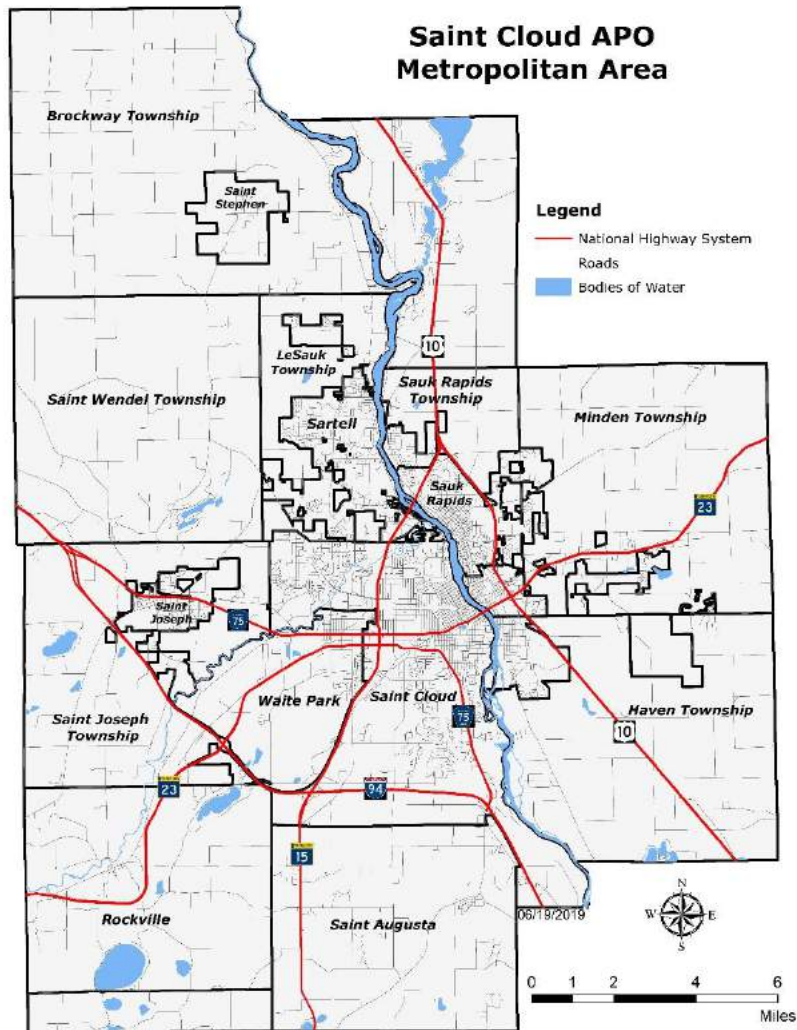 Saint Cloud APO
Metropolitan Area
Brockway Township
Saint
Stephen
Legend
National Highway System
Roads
Bodies of Water
10
LeSauk
Township
Sauk Rapids
Township
Saint Wendel Township
Minden Township
Sartell
Sauk
Rapids
23
Saint
Joseph
75
Waite Park
Saint Cloud
Saint Joseph
Township
75
Haven Township
10
23
94
15
Rockville
Saint Augusta
06/19/2019
N
W
E
S
0 1 2 4 6
Miles